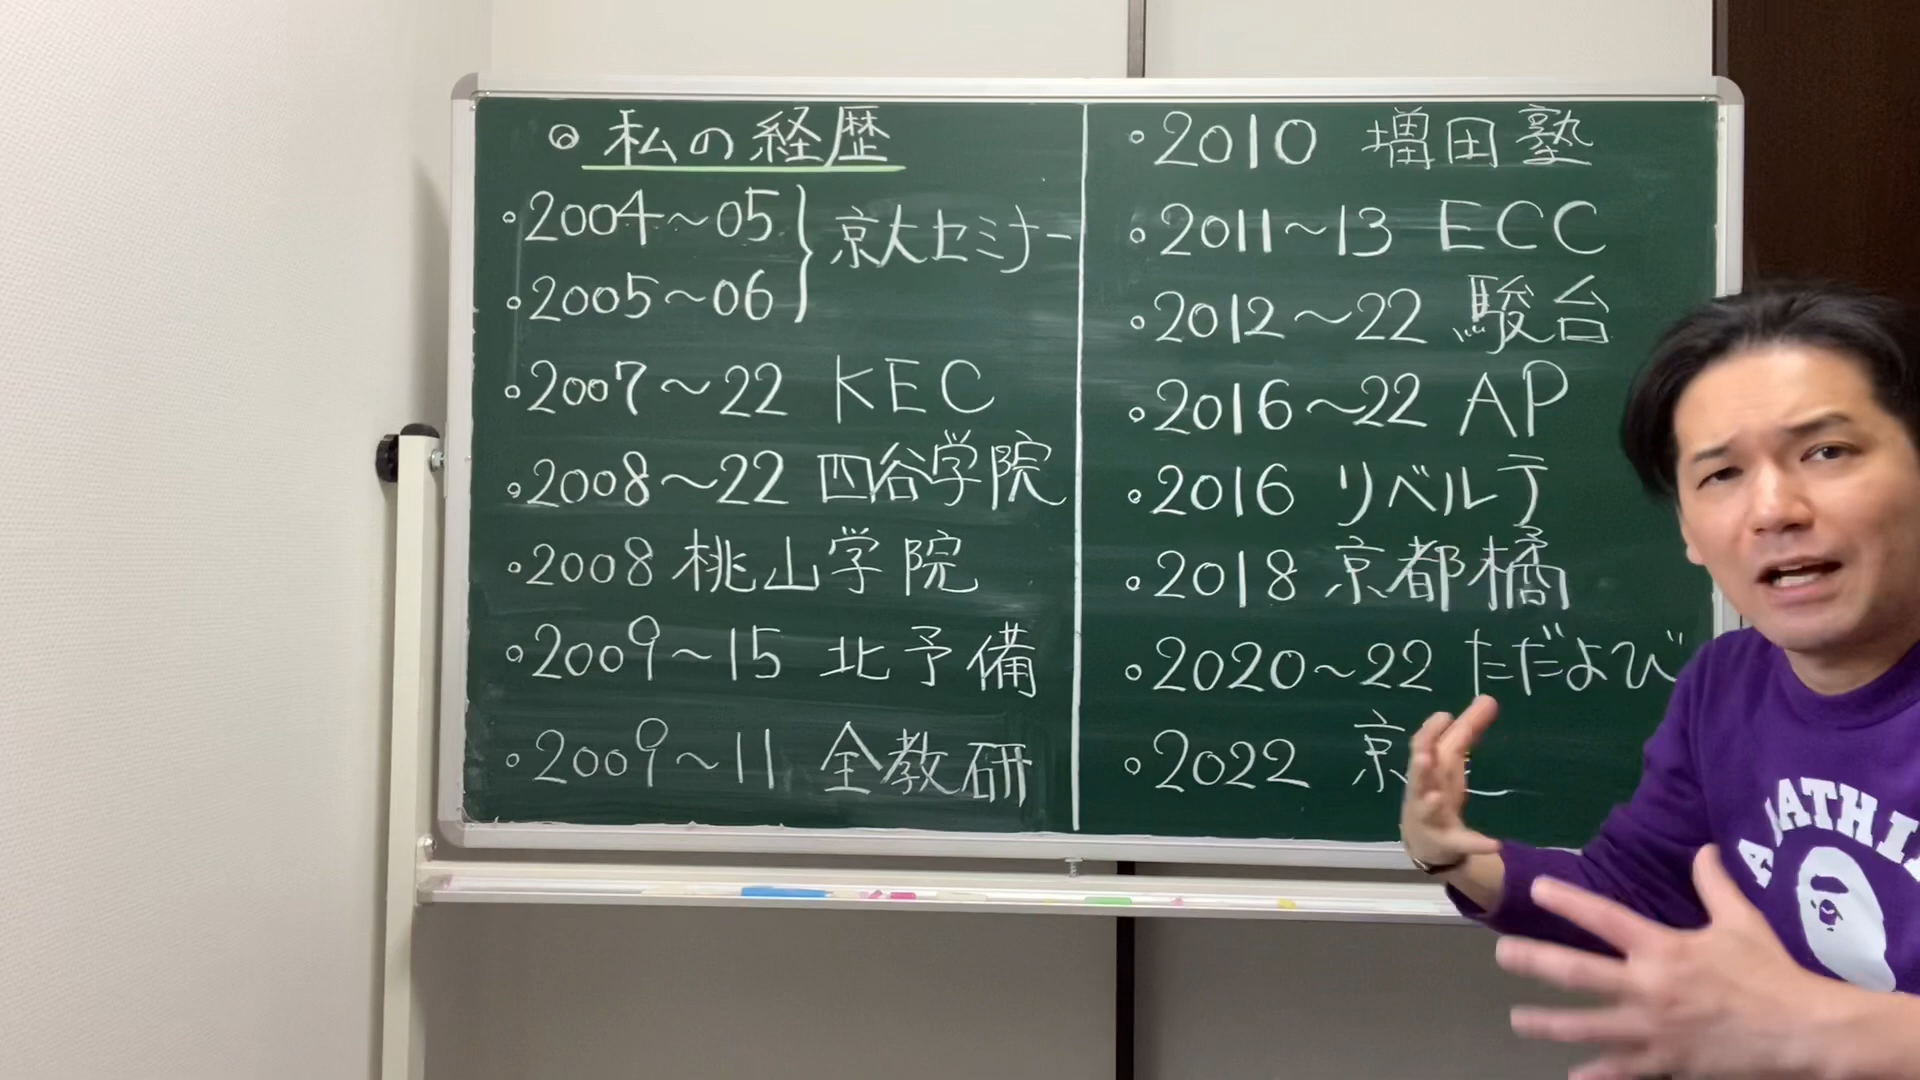 ◎ 私の経歴
・2004～05
・2005～06
京大セミナー
・2007～22 KEC
・2008～22 四谷学院
・2008 桃山学院
・2009～15 北予備
・2009～11 全教研
・2010 増田塾
・2011～13 ECC
・2012～22 駿台
・2016～22 AP
・2016 リベルテ
・2018 京都橘
・2020～22 ただよび
・2022 京